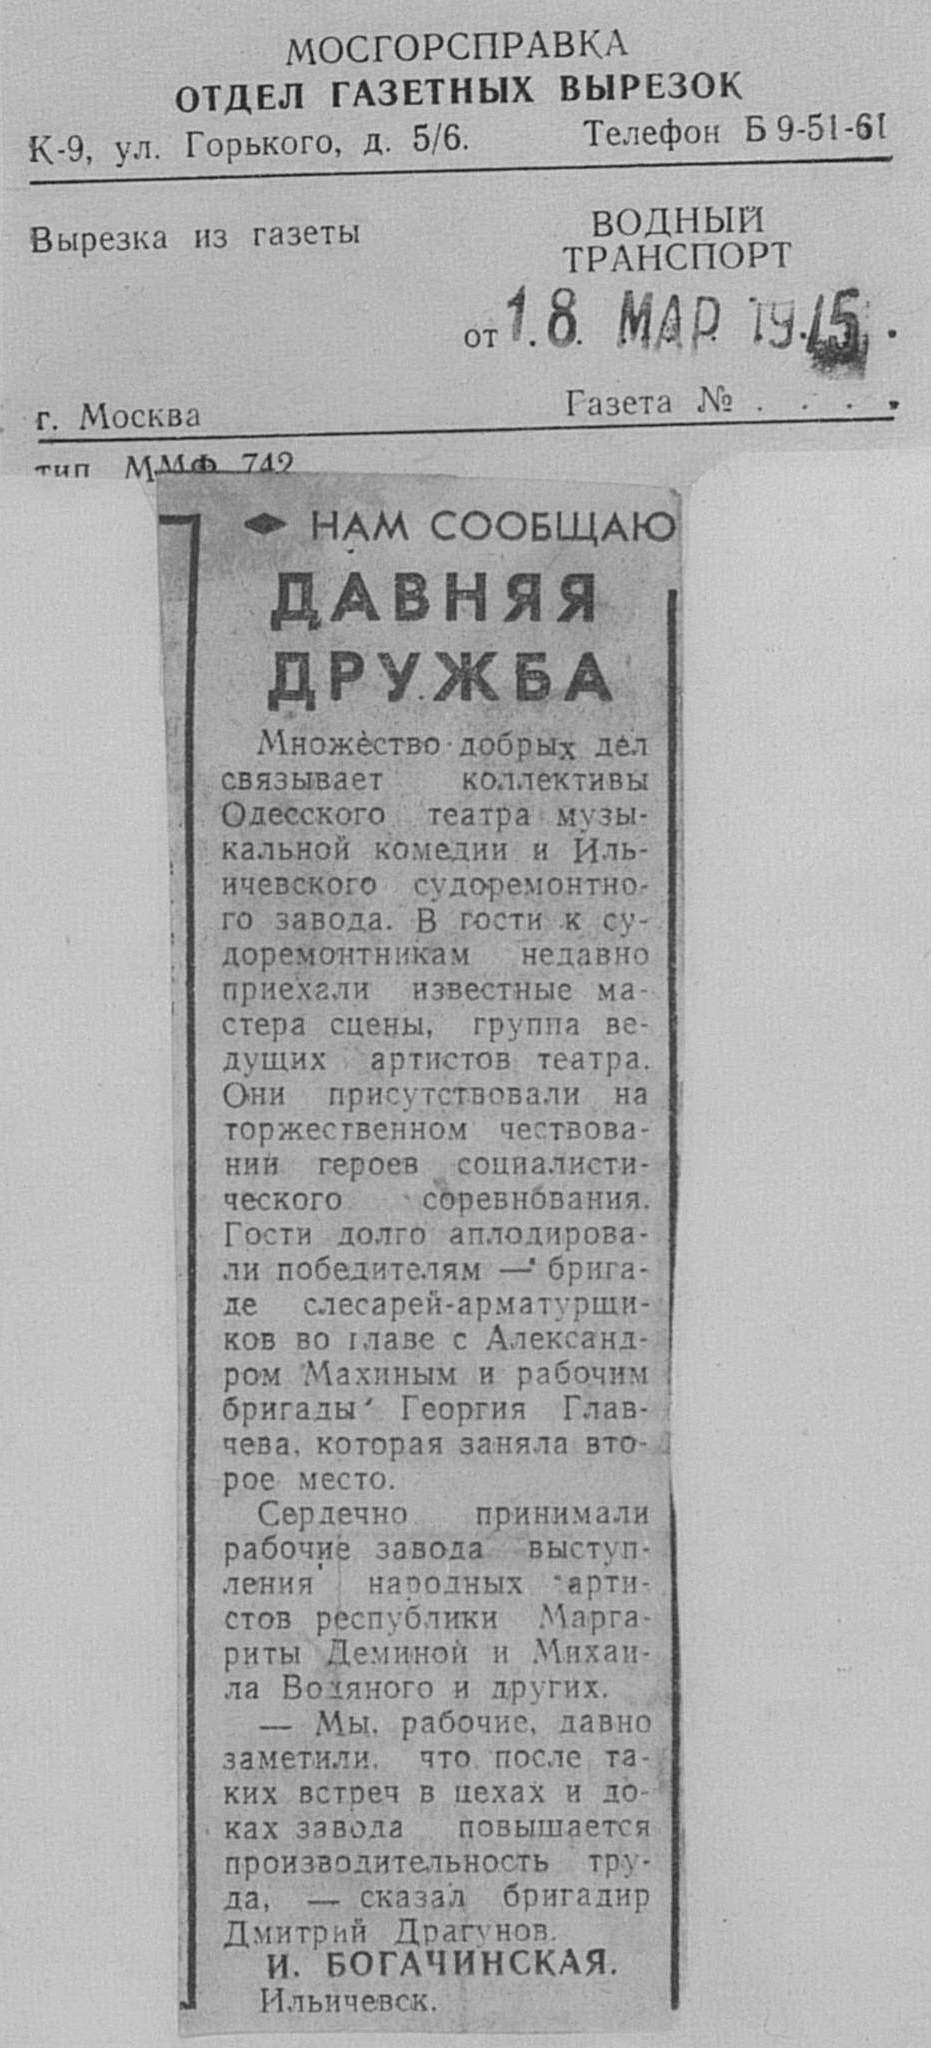 МОСГОРСПРАВКА
ОТДЕЛ ГАЗЕТНЫХ ВЫРЕЗОК
К-9, ул. Горького, д. 5/6. Телефон Б 9-51-61
Вырезка из газеты
ВОДНЫЙ
ТРАНСПОРТ
от 18 МАР 1975
г. Москва
Газета № . . . .
тип ММФ 742
НАМ СООБЩАЮ
ДАВНЯЯ
ДРУЖБА
Множество добрых дел
связывает коллективы
Одесского театра музы-
кальной комедии и Иль-
ичевского судоремонтно-
го завода. В гости к су-
доремонтникам недавно
приехали известные ма-
стера сцены, группа ве-
дущих артистов театра.
Они присутствовали на
торжественном чествова-
нии героев социалисти-
ческого соревнования.
Гости долго аплодирова-
ли победителям — брига-
де слесарей-арматурщи-
ков во главе с Александ-
ром Махиным и рабочим
бригады Георгия Глав-
чева, которая заняла вто-
рое место.
Сердечно принимали
рабочие завода выступ-
ления народных арти-
стов республики Марга-
риты Деминой и Михаи-
ла Водяного и других.
— Мы, рабочие, давно
заметили, что после та-
ких встреч в цехах и до-
ках завода повышается
производительность тру-
да, — сказал бригадир
Дмитрий Драгунов.
И. БОГАЧИНСКАЯ.
Ильичевск.